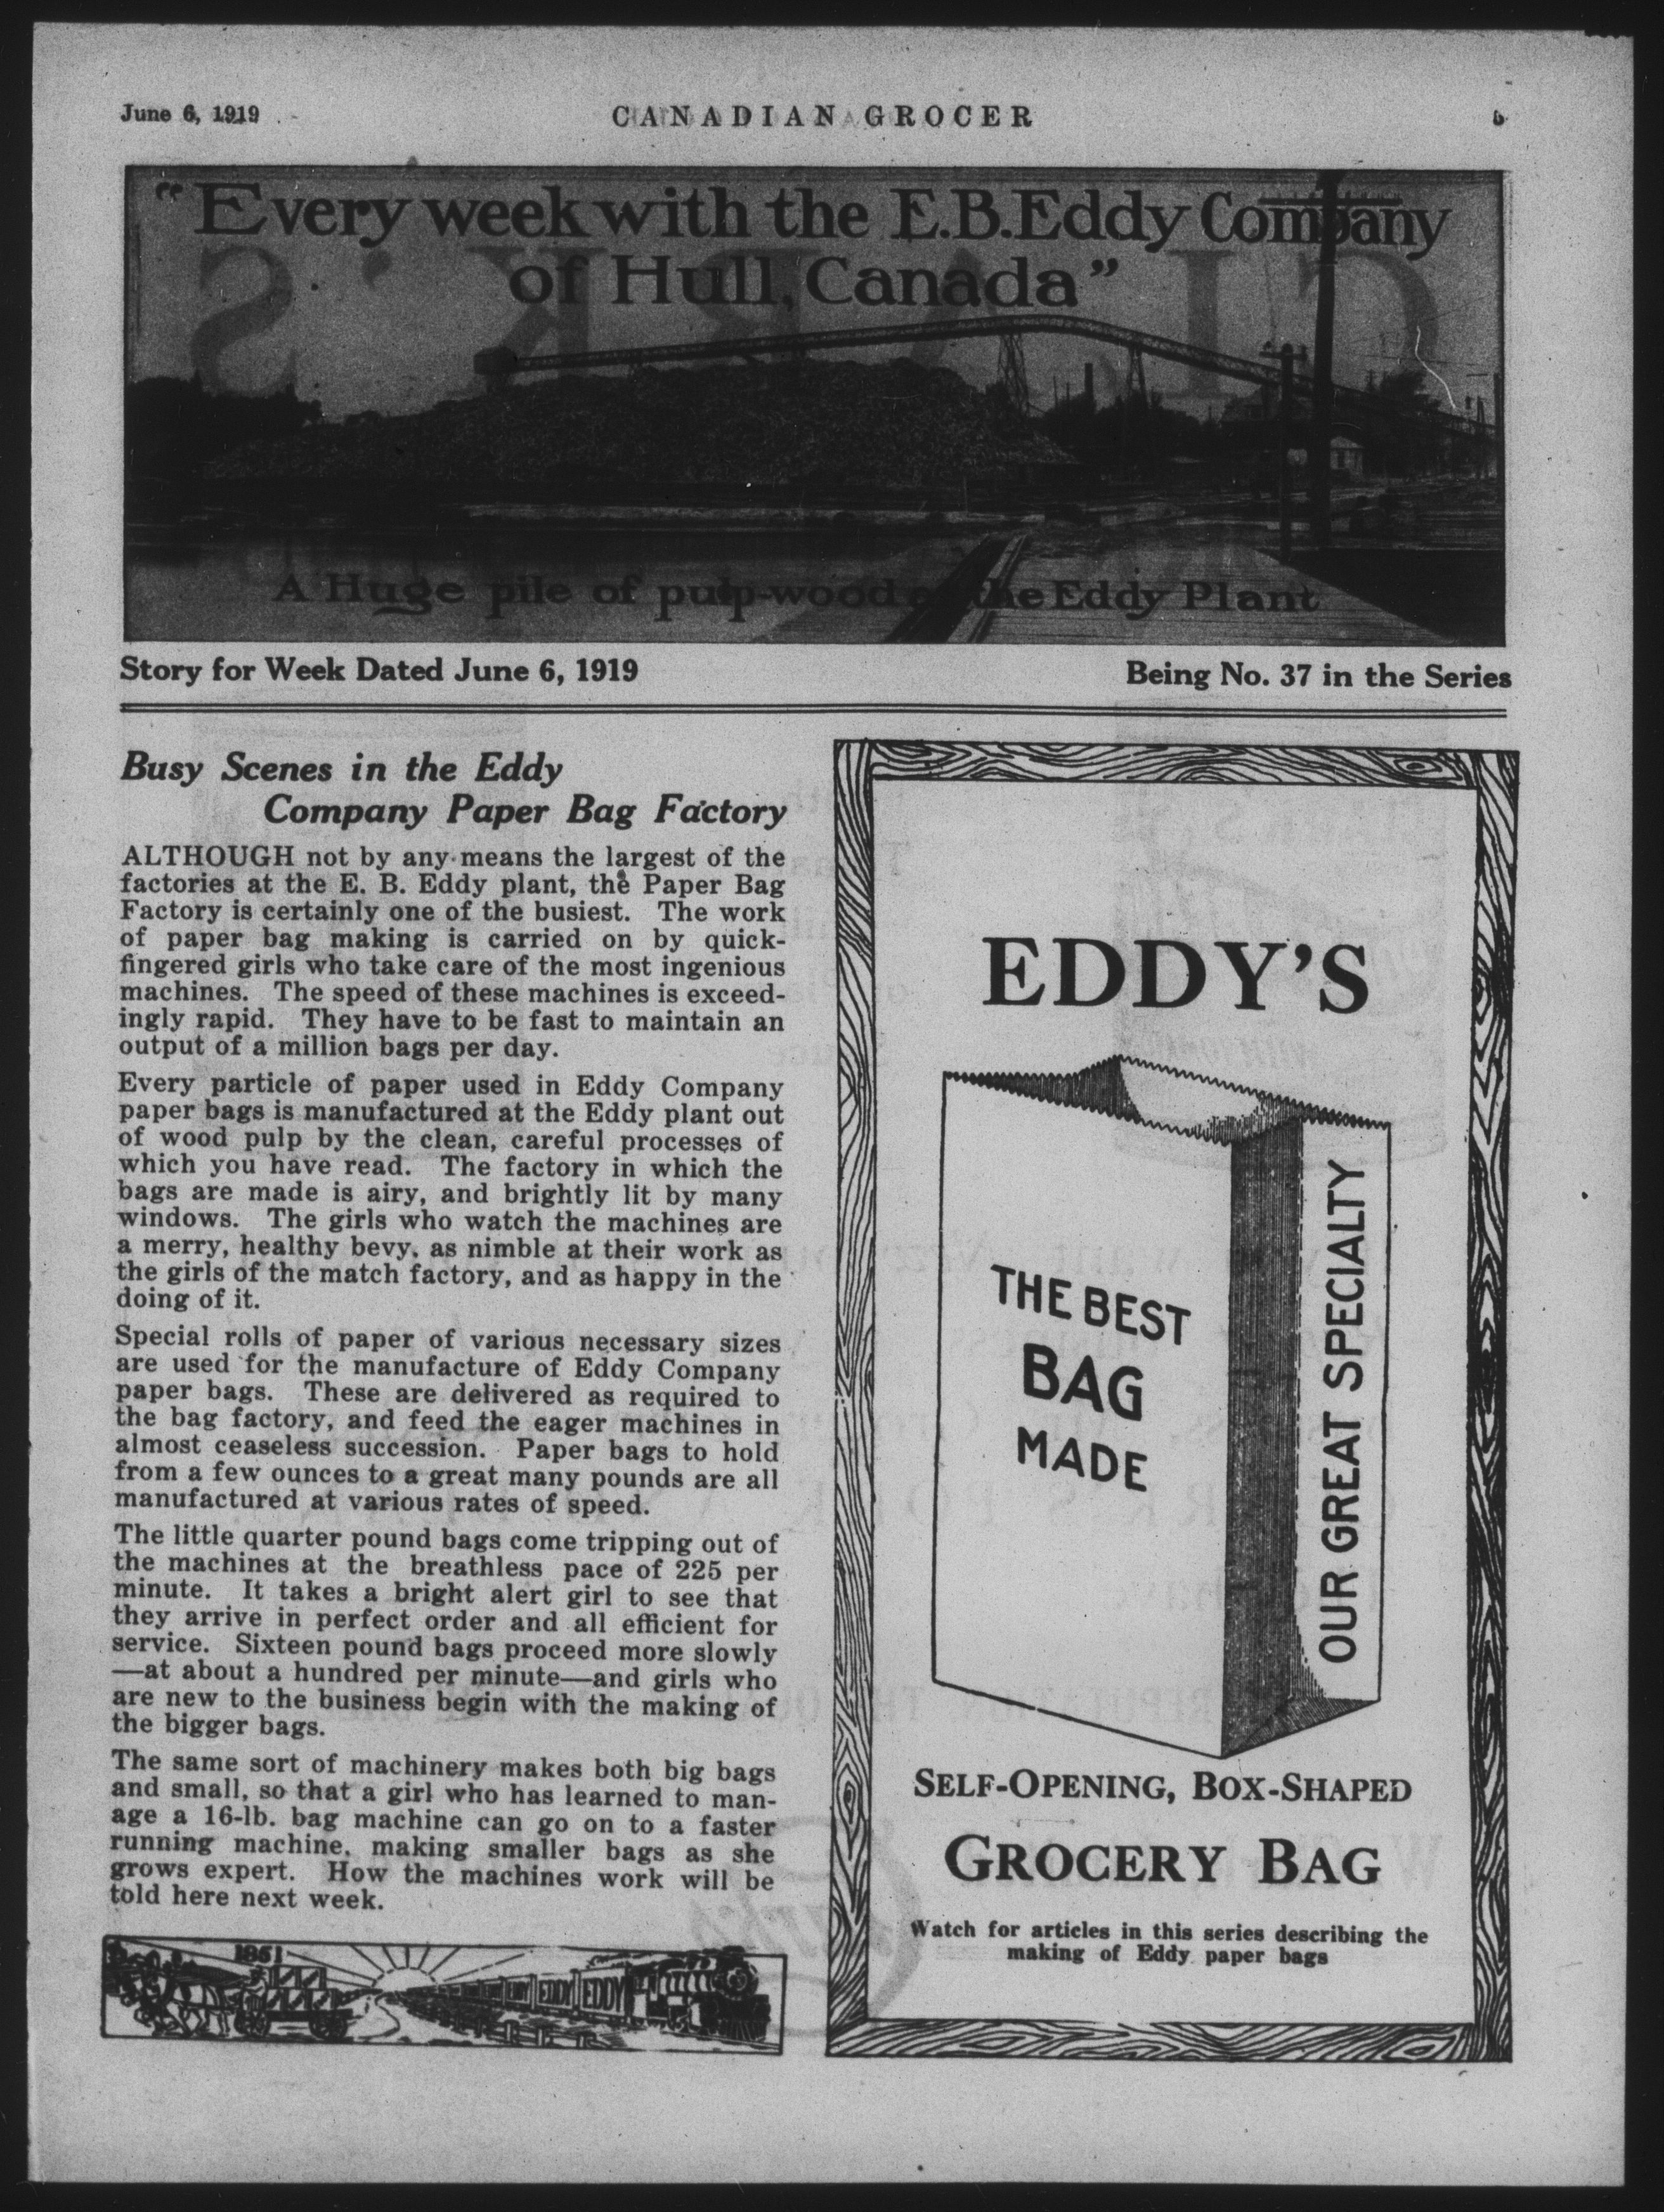 June 6, 1919
CANADIAN GROCER
"Every week with the E.B.Eddy Company
of Hull, Canada"
A Huge pile of pulp-wood the Eddy Plant
Story for Week Dated June 6, 1919
Being No. 37 in the Series
Busy Scenes in the Eddy
Company Paper Bag Factory
ALTHOUGH not by any means the largest of the
factories at the E. B. Eddy plant, the Paper Bag
Factory is certainly one of the busiest. The work
of paper bag making is carried on by quick-
fingered girls who take care of the most ingenious
machines. The speed of these machines is exceed-
ingly rapid. They have to be fast to maintain an
output of a million bags per day.
Every particle of paper used in Eddy Company
paper bags is manufactured at the Eddy plant out
of wood pulp by the clean, careful processes of
which you have read. The factory in which the
bags are made is airy, and brightly lit by many
windows. The girls who watch the machines are
a merry, healthy bevy, as nimble at their work as
the girls of the match factory, and as happy in the
doing of it.
Special rolls of paper of various necessary sizes
are used for the manufacture of Eddy Company
paper bags. These are delivered as required to
the bag factory, and feed the eager machines in
almost ceaseless succession. Paper bags to hold
from a few ounces to a great many pounds are all
manufactured at various rates of speed.
The little quarter pound bags come tripping out of
the machines at the breathless pace of 225 per
minute. It takes a bright alert girl to see that
they arrive in perfect order and all efficient for
service. Sixteen pound bags proceed more slowly
—at about a hundred per minute—and girls who
are new to the business begin with the making of
the bigger bags.
The same sort of machinery makes both big bags
and small, so that a girl who has learned to man-
age a 16-lb. bag machine can go on to a faster
running machine, making smaller bags as she
grows expert. How the machines work will be
told here next week.
1851
EDDY EDDY
EDDY'S
THE BEST
BAG
MADE
OUR GREAT SPECIALTY
SELF-OPENING, BOX-SHAPED
GROCERY BAG
Watch for articles in this series describing the
making of Eddy paper bags